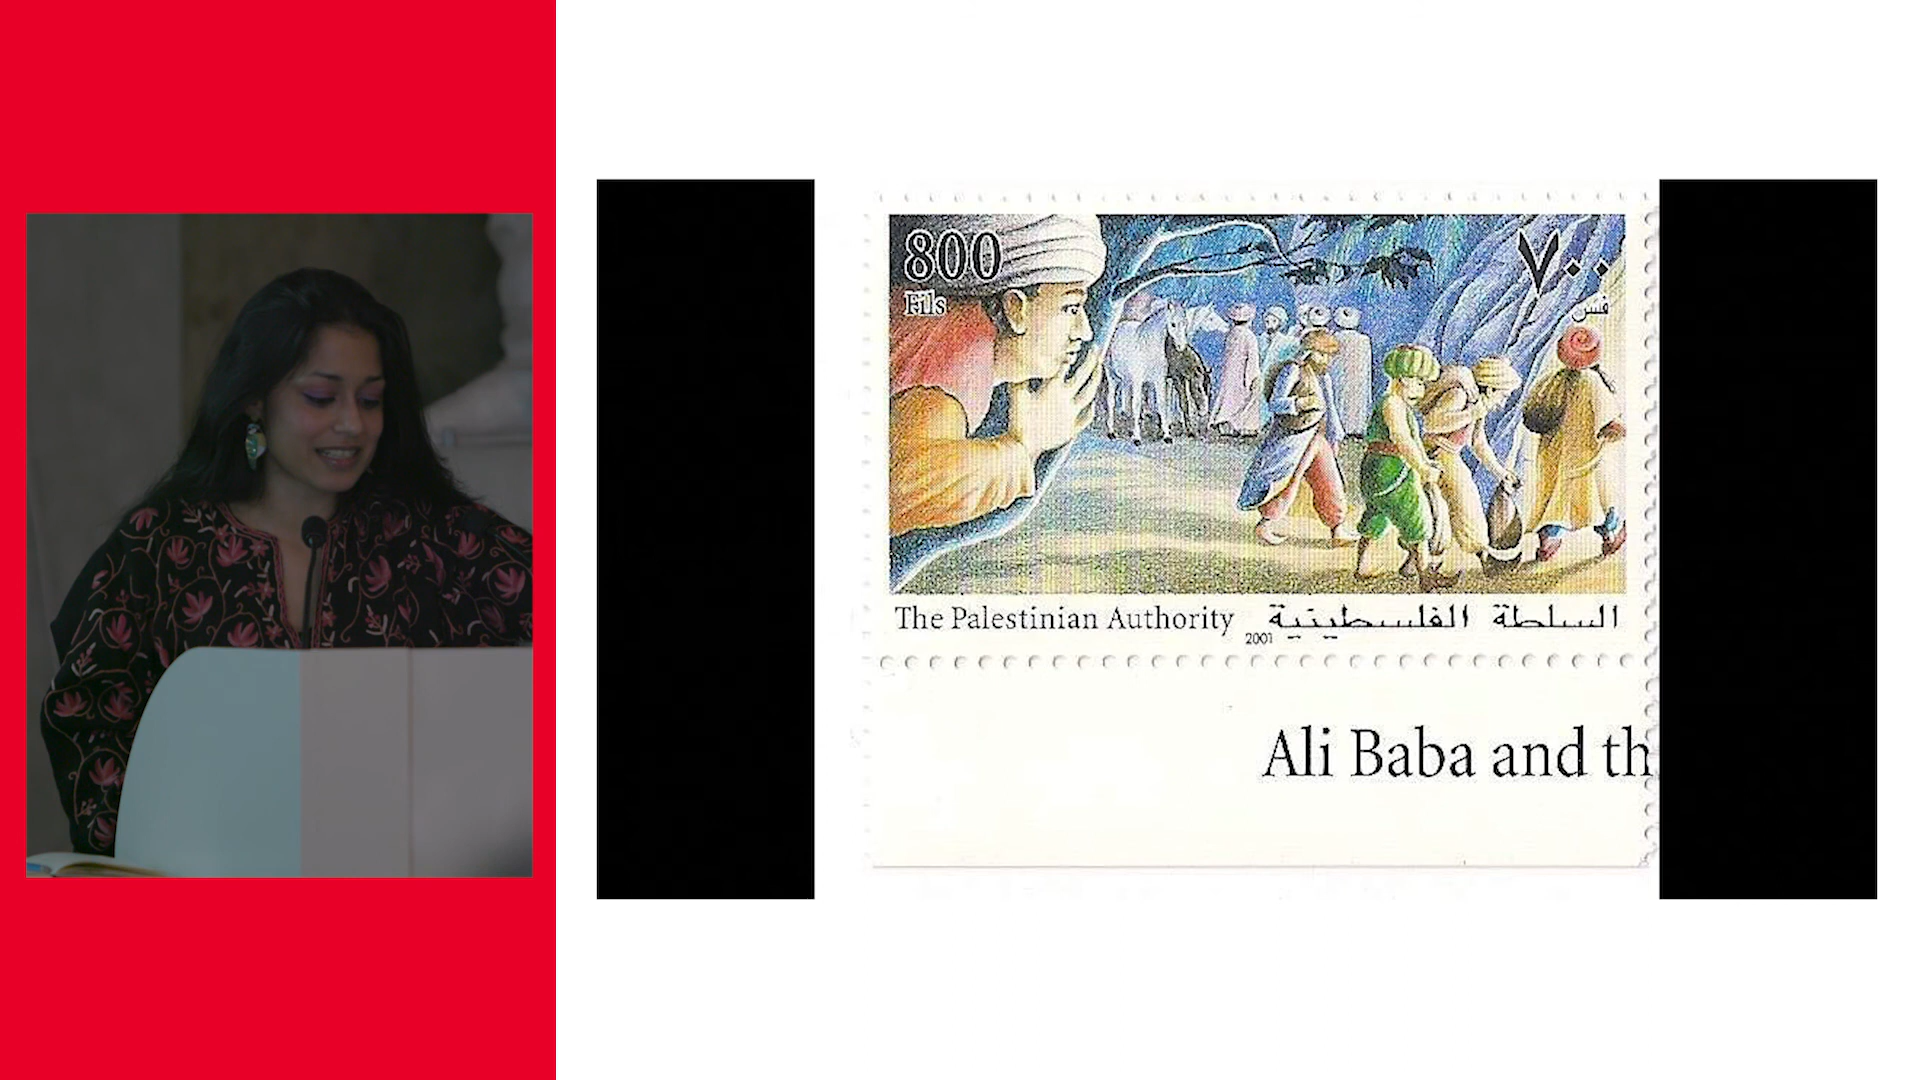 800
Fils
٧٠٠
فلس
The Palestinian Authority
2001
السلطة الفلسطينية
Ali Baba and th